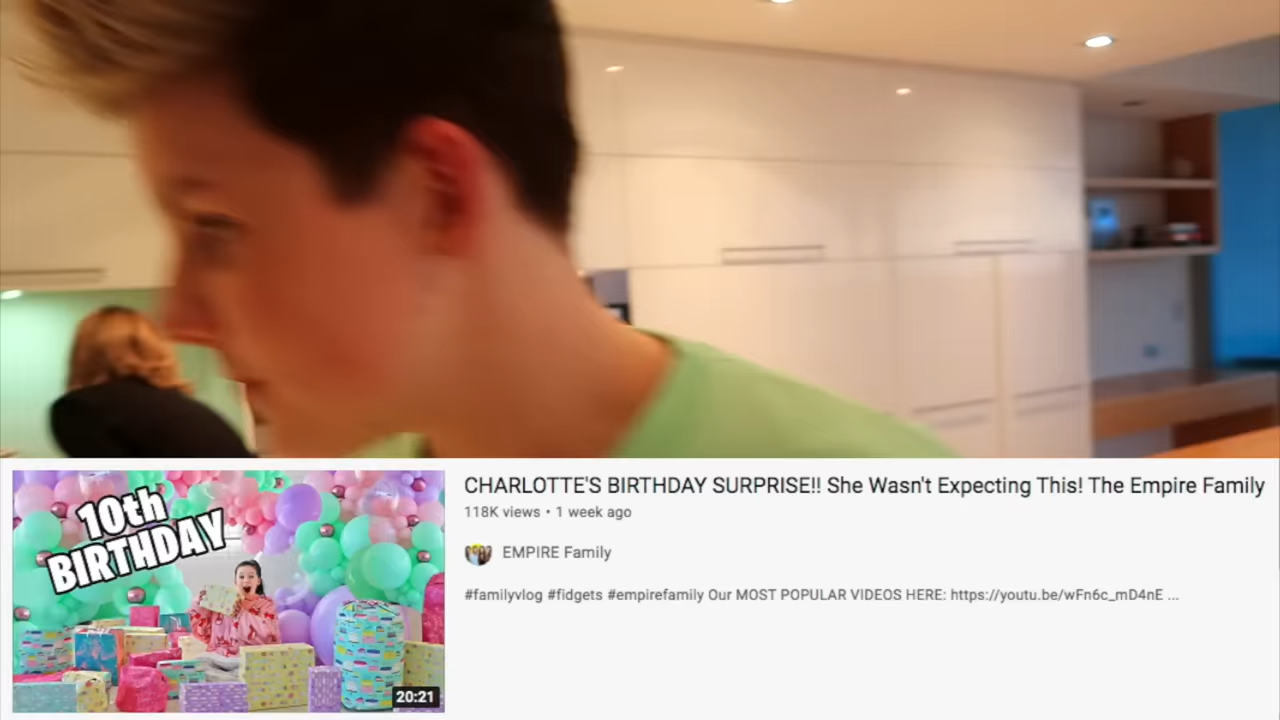 10th
BIRTHDAY
20:21
CHARLOTTE'S BIRTHDAY SURPRISE!! She Wasn't Expecting This! The Empire Family
118K views • 1 week ago
EMPIRE Family
#familyvlog #fidgets #empirefamily Our MOST POPULAR VIDEOS HERE: https://youtu.be/wFn6c_mD4nE ...